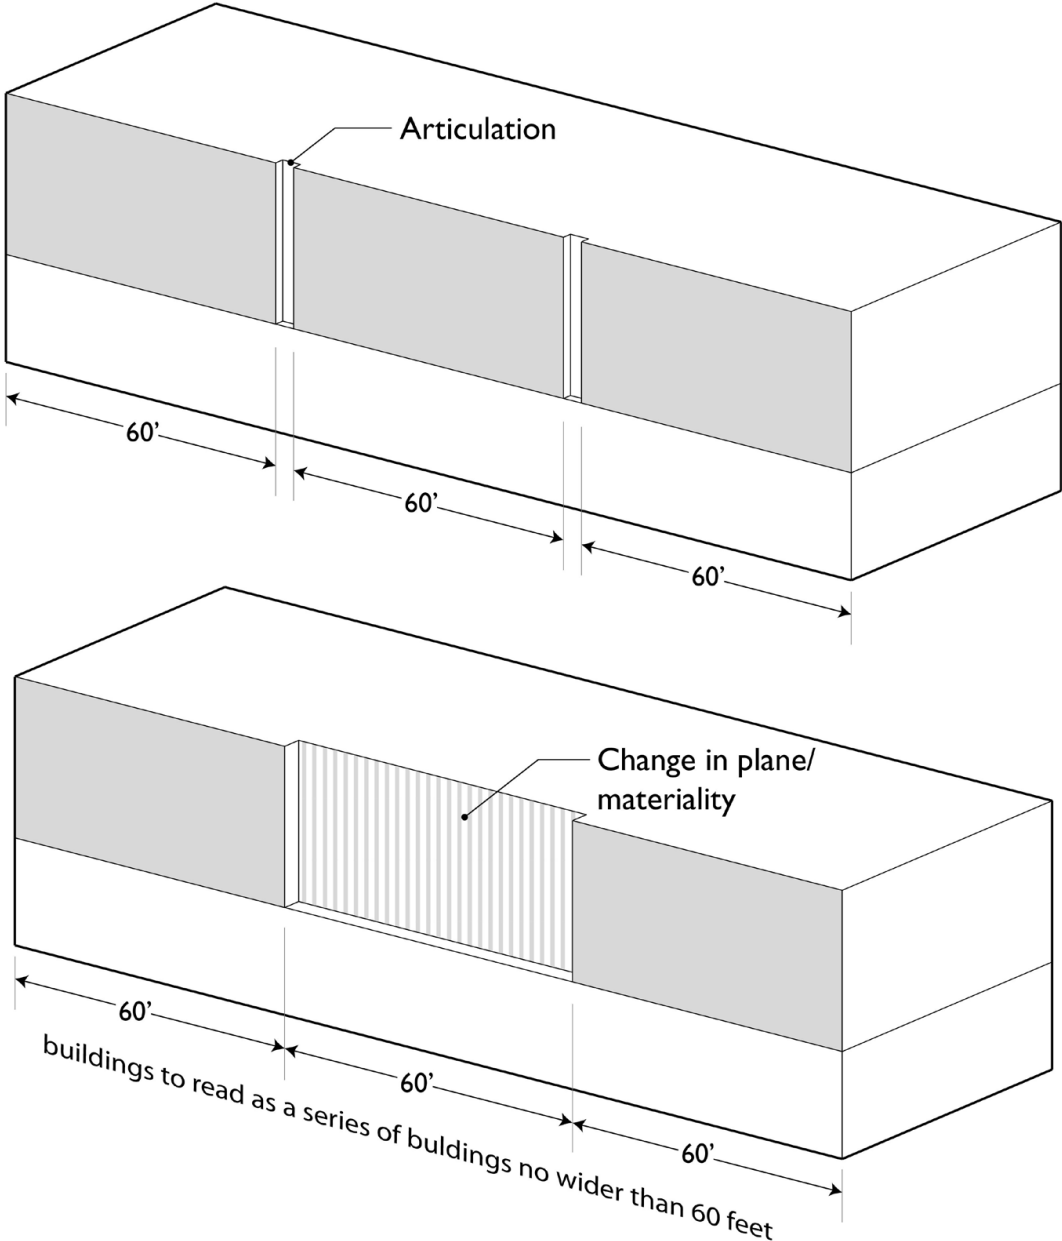 Articulation
60’
60’
60’
Change in plane/
materiality
60’
60’
60’
buildings to read as a series of buldings no wider than 60 feet